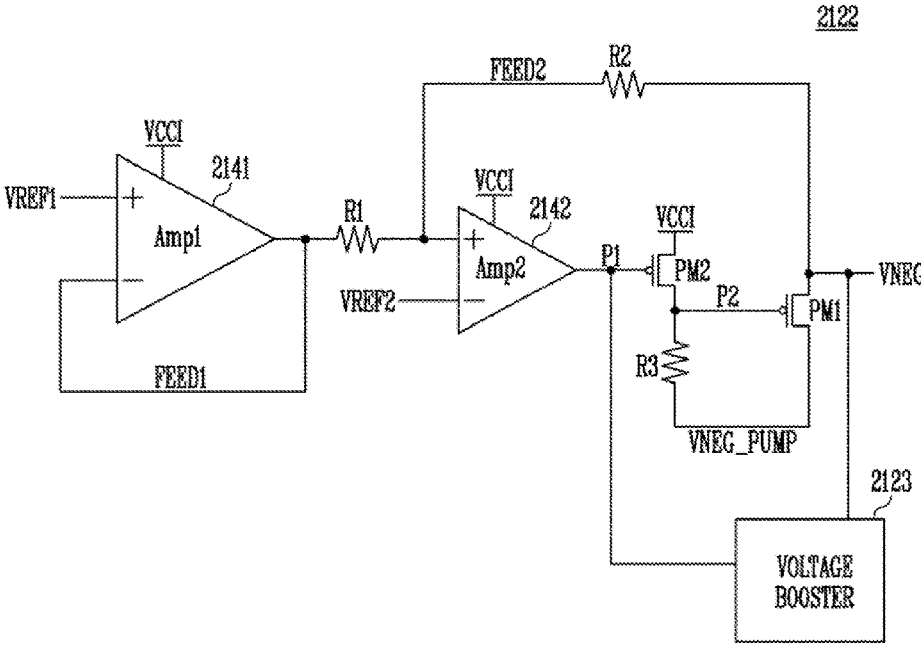 2122
FEED2
R2
VCCI
2141
VREF1
+
Amp1
−
R1
VCCI
2142
+
Amp2
−
VREF2
P1
VCCI
PM2
P2
PM1
VNEG
R3
FEED1
VNEG_PUMP
2123
VOLTAGE
BOOSTER